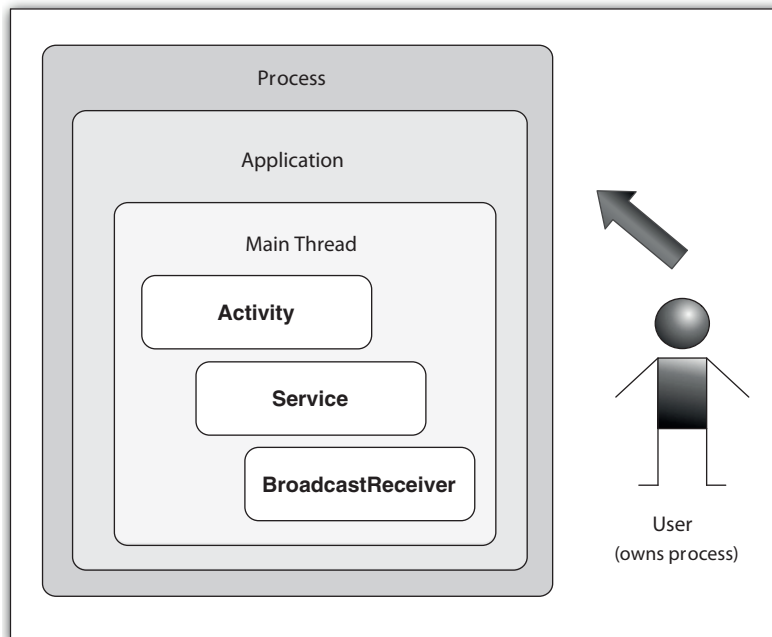 Process
Application
Main Thread
Activity
Service
BroadcastReceiver
User
(owns process)